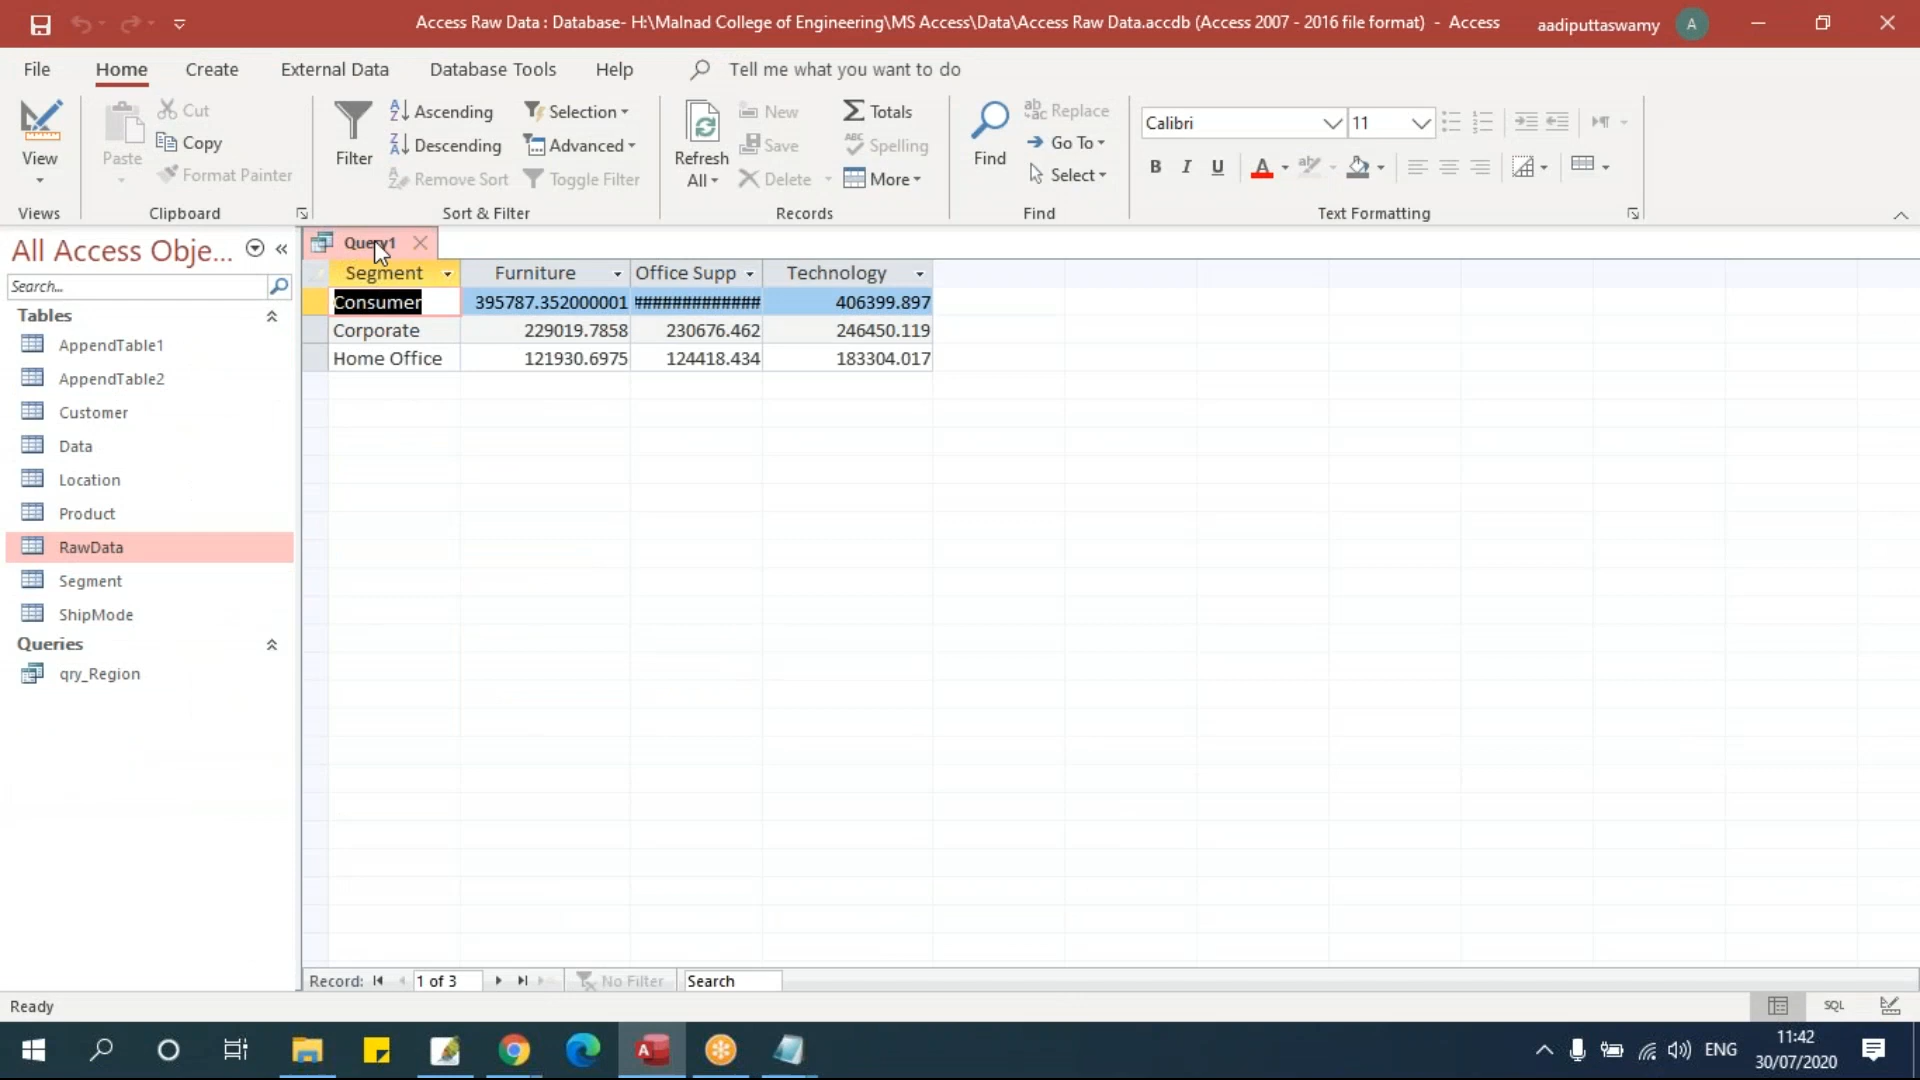 Access Raw Data : Database- H:\Malnad College of Engineering\MS Access\Data\Access Raw Data.accdb (Access 2007 - 2016 file format) - Access
aadiputtaswamy
A
File
Home
Create
External Data
Database Tools
Help
Tell me what you want to do
View
Views
Paste
Cut
Copy
Format Painter
Clipboard
Filter
Ascending
Descending
Remove Sort
Selection
Advanced
Toggle Filter
Sort & Filter
Refresh All
New
Save
Delete
Totals
Spelling
More
Records
Find
Replace
Go To
Select
Find
Calibri
11
B I U
Text Formatting
All Access Obje...
Search...
Tables
AppendTable1
AppendTable2
Customer
Data
Location
Product
RawData
Segment
ShipMode
Queries
qry_Region
Query1
Segment Furniture Office Supp Technology
Consumer 395787.352000001 ############# 406399.897
Corporate 229019.7858 230676.462 246450.119
Home Office 121930.6975 124418.434 183304.017
Record: 1 of 3 No Filter Search
Ready
SQL
ENG
11:42
30/07/2020